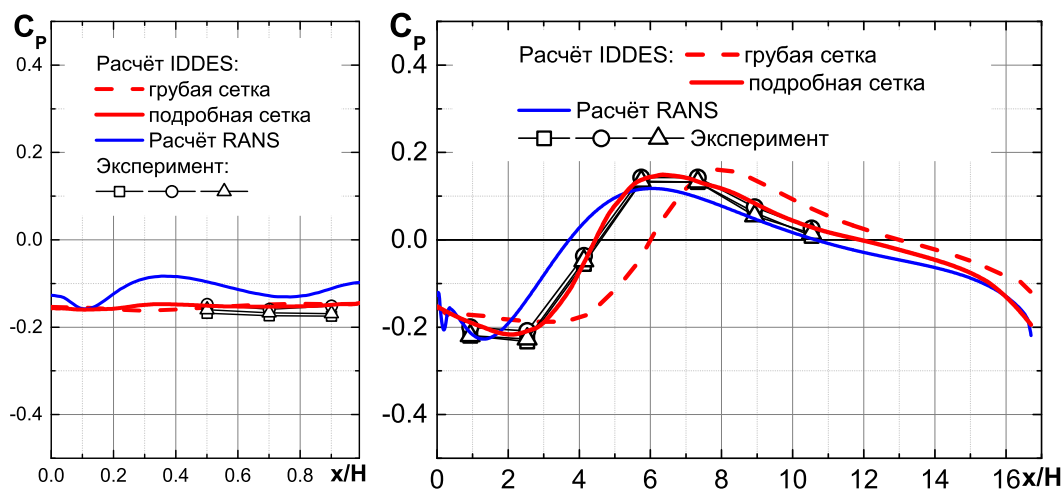 C_P
Расчёт IDDES:
грубая сетка
подробная сетка
Расчёт RANS
Эксперимент:
0.4
0.2
0.0
-0.2
-0.4
0.0 0.2 0.4 0.6 0.8 x/H
C_P
Расчёт IDDES: грубая сетка
подробная сетка
Расчёт RANS
Эксперимент
0.4
0.2
0.0
-0.2
-0.4
0 2 4 6 8 10 12 14 16 x/H